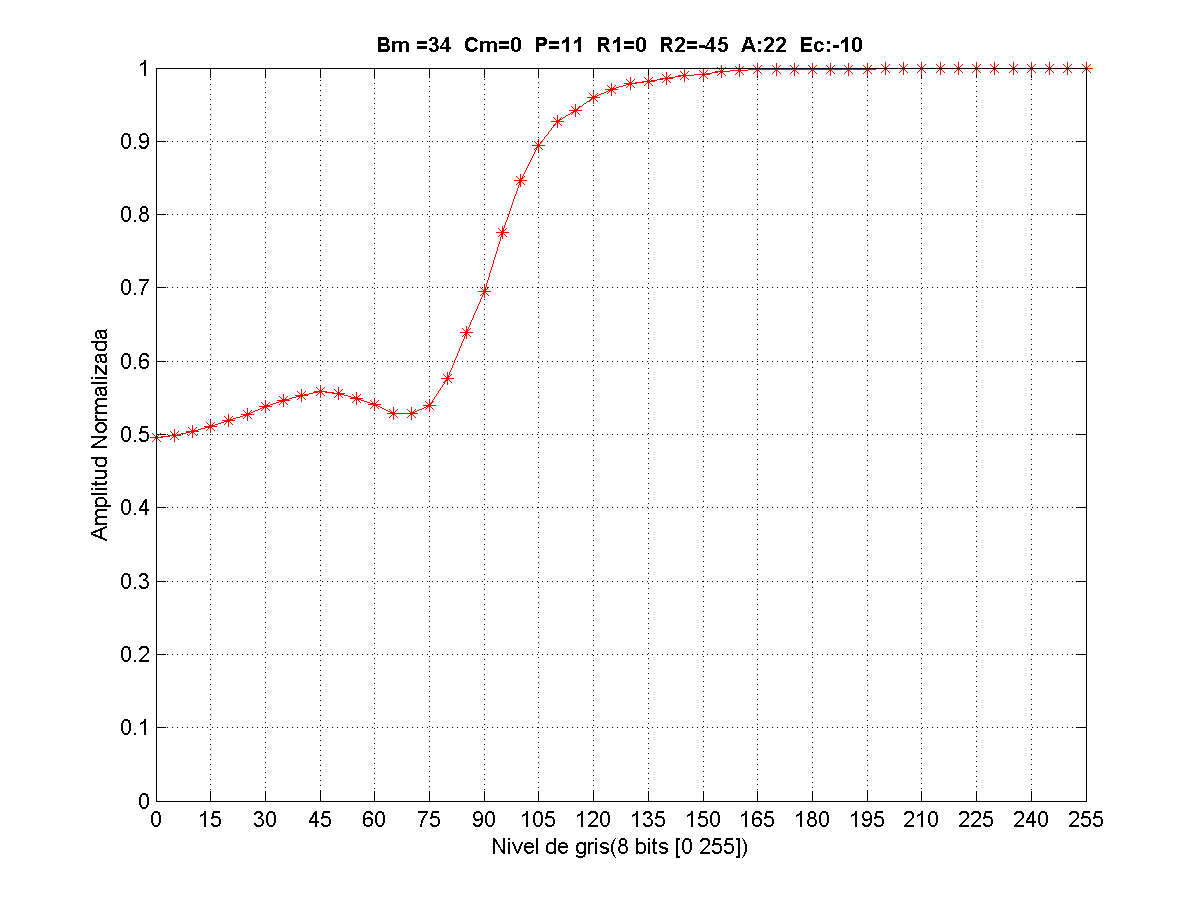 Bm =34 Cm=0 P=11 R1=0 R2=-45 A:22 Ec:-10
1
0.9
0.8
0.7
0.6
0.5
0.4
0.3
0.2
0.1
0
Amplitud Normalizada
0 15 30 45 60 75 90 105 120 135 150 165 180 195 210 225 240 255
Nivel de gris(8 bits [0 255])